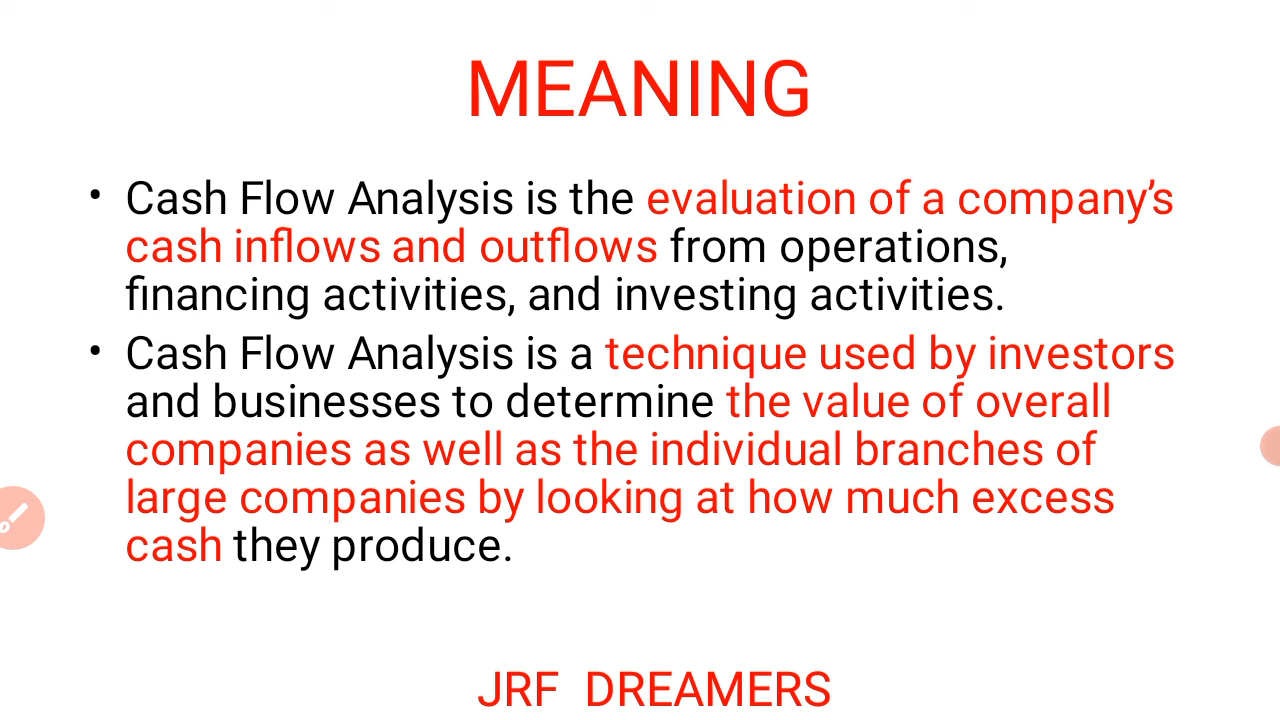 MEANING
• Cash Flow Analysis is the evaluation of a company’s
cash inflows and outflows from operations,
financing activities, and investing activities.
• Cash Flow Analysis is a technique used by investors
and businesses to determine the value of overall
companies as well as the individual branches of
large companies by looking at how much excess
cash they produce.
JRF DREAMERS